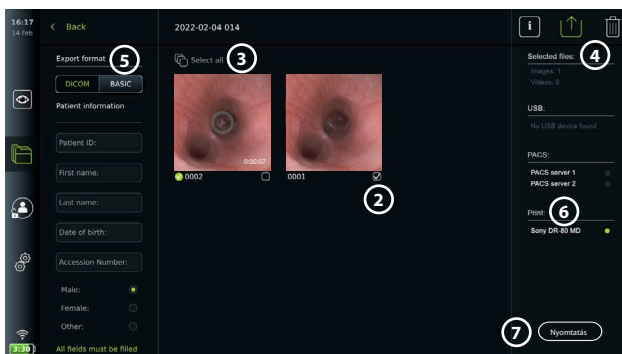 16:17
14 Feb
Back
2022-02-04 014
i
Export format
5
DICOM
BASIC
Patient information
Patient ID:
First name:
Last name:
Date of birth:
Accession Number:
Male:
Female:
Other:
All fields must be filled
3:30
Select all
3
0:00:07
0002
0001
2
Selected files:
4
Images: 1
Videos: 0
USB:
No USB device found
PACS:
PACS server 1
PACS server 2
Print:
6
Sony DR-80 MD
7
Nyomtatás